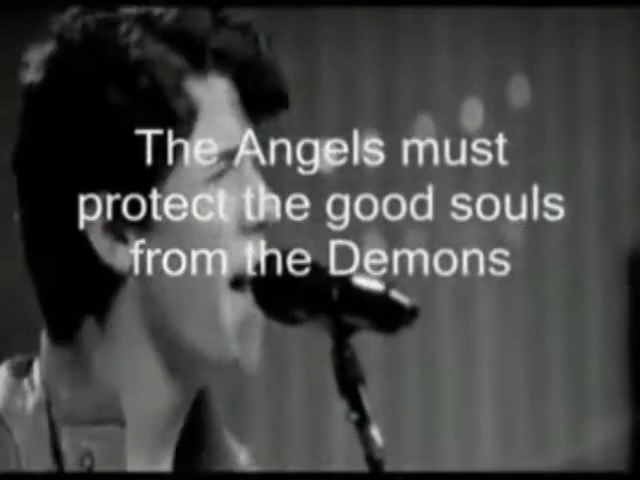 The Angels must
protect the good souls
from the Demons